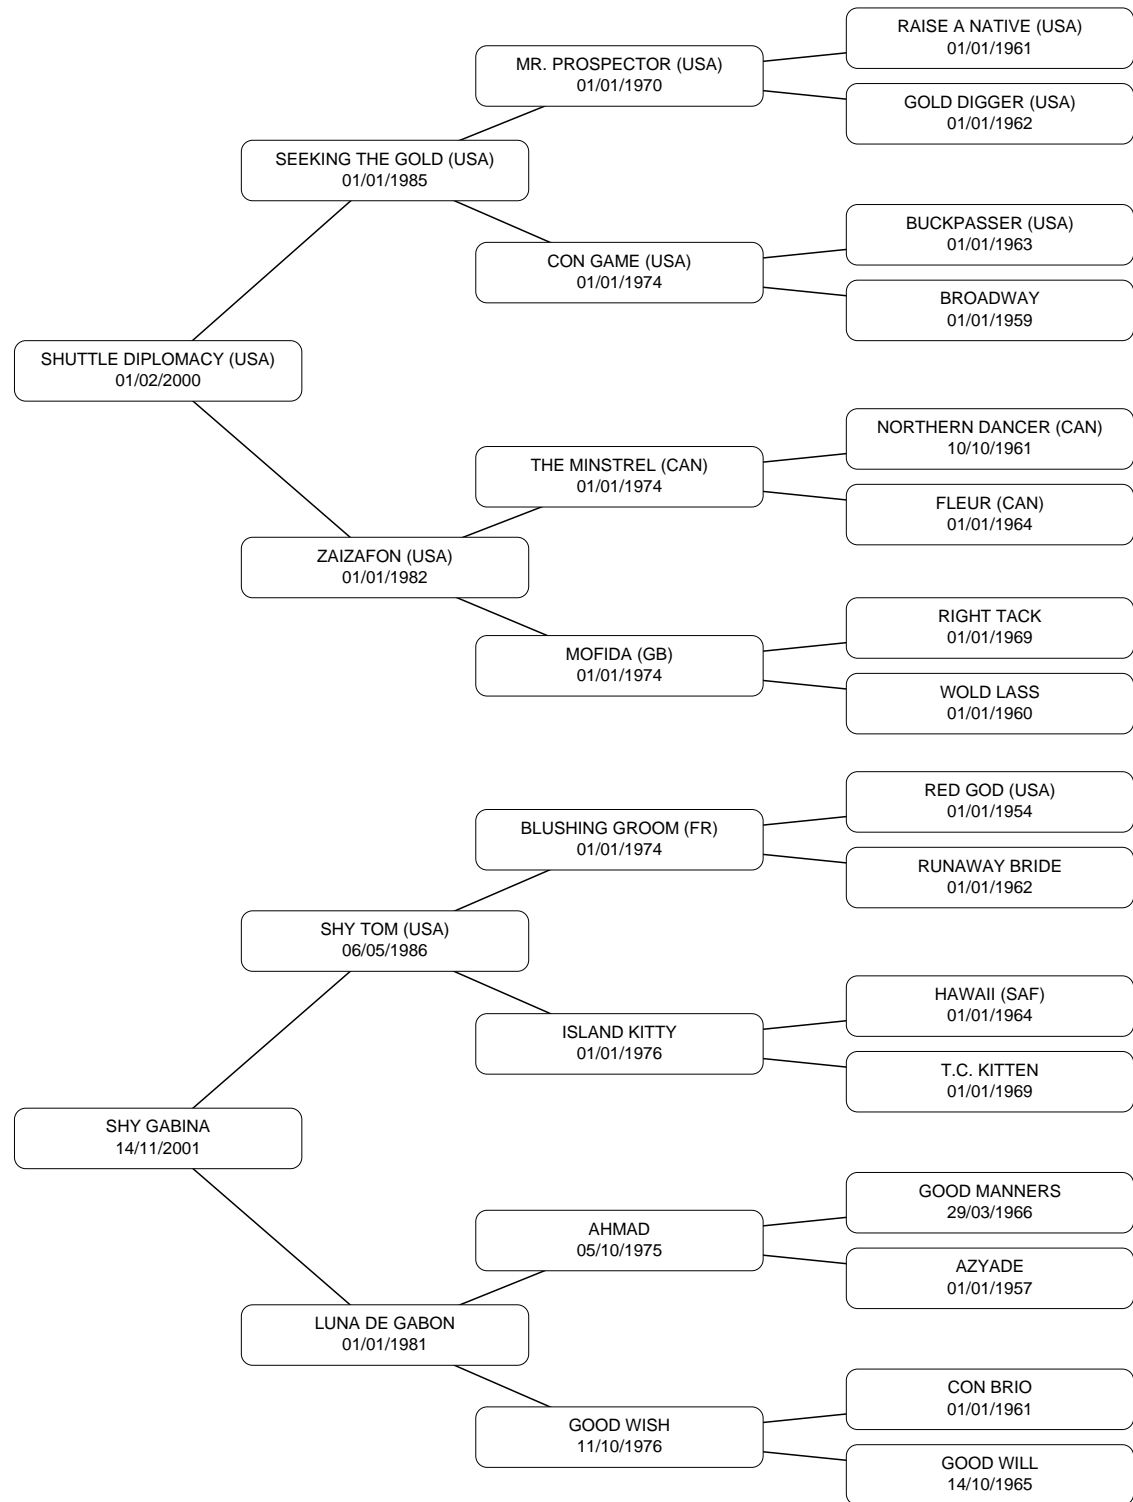 RAISE A NATIVE (USA)
01/01/1961
MR. PROSPECTOR (USA)
01/01/1970
GOLD DIGGER (USA)
01/01/1962
SEEKING THE GOLD (USA)
01/01/1985
BUCKPASSER (USA)
01/01/1963
CON GAME (USA)
01/01/1974
BROADWAY
01/01/1959
SHUTTLE DIPLOMACY (USA)
01/02/2000
NORTHERN DANCER (CAN)
10/10/1961
THE MINSTREL (CAN)
01/01/1974
FLEUR (CAN)
01/01/1964
ZAIZAFON (USA)
01/01/1982
RIGHT TACK
01/01/1969
MOFIDA (GB)
01/01/1974
WOLD LASS
01/01/1960
RED GOD (USA)
01/01/1954
BLUSHING GROOM (FR)
01/01/1974
RUNAWAY BRIDE
01/01/1962
SHY TOM (USA)
06/05/1986
HAWAII (SAF)
01/01/1964
ISLAND KITTY
01/01/1976
T.C. KITTEN
01/01/1969
SHY GABINA
14/11/2001
GOOD MANNERS
29/03/1966
AHMAD
05/10/1975
AZYADE
01/01/1957
LUNA DE GABON
01/01/1981
CON BRIO
01/01/1961
GOOD WISH
11/10/1976
GOOD WILL
14/10/1965